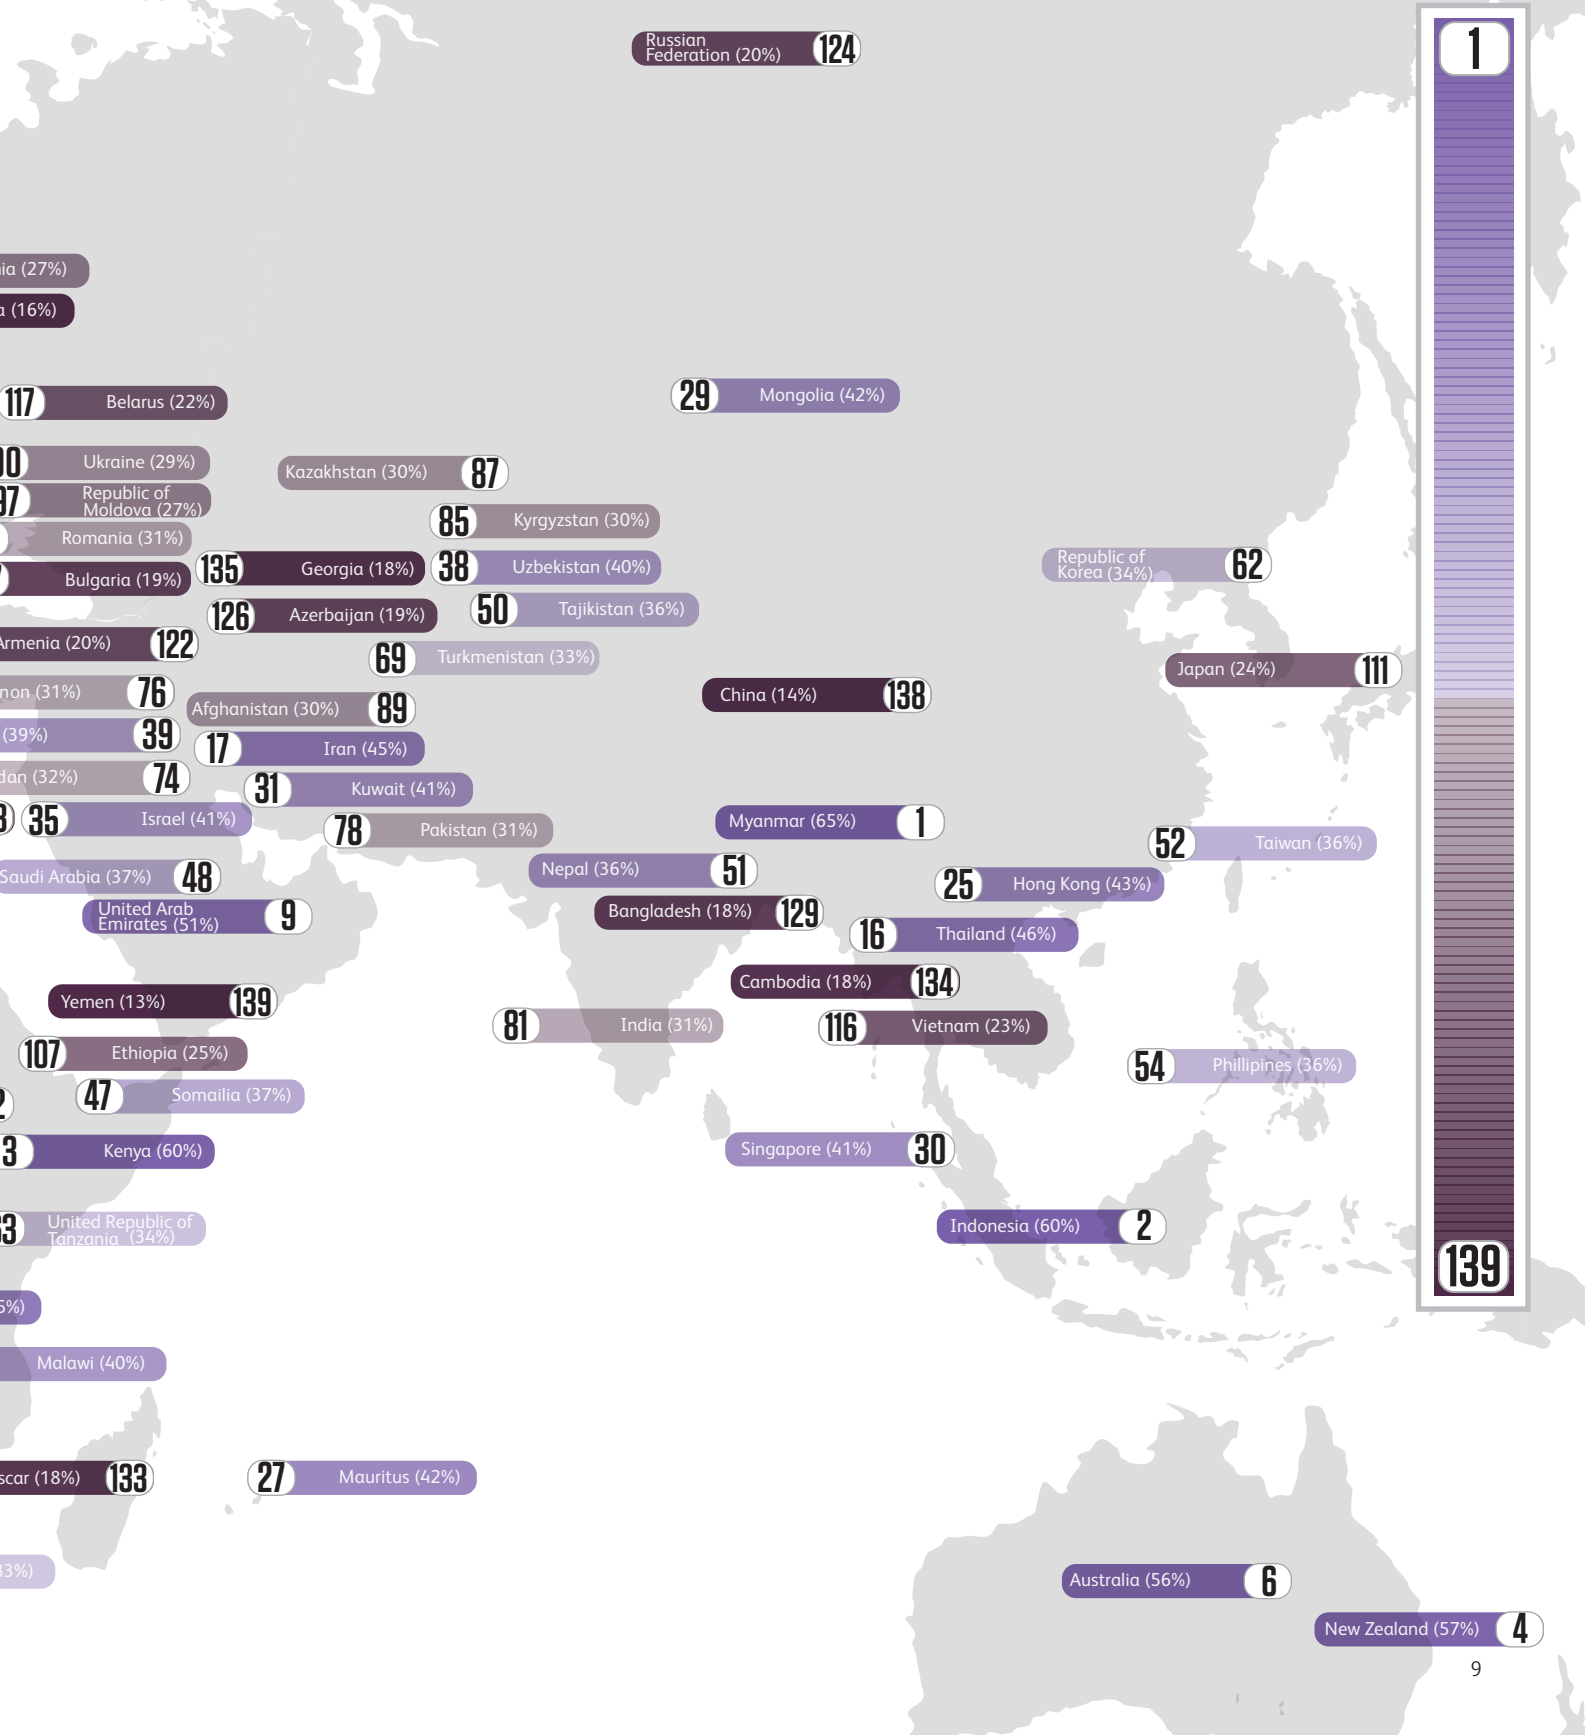 Russian
Federation (20%) 124
1
ia (27%)
a (16%)
117 Belarus (22%)
29 Mongolia (42%)
Ukraine (29%)
Kazakhstan (30%) 87
97 Republic of
Moldova (27%)
85 Kyrgyzstan (30%)
Romania (31%)
135 Georgia (18%)
38 Uzbekistan (40%)
Republic of
Korea (34%) 62
Bulgaria (19%)
126 Azerbaijan (19%)
50 Tajikistan (36%)
Armenia (20%) 122
69 Turkmenistan (33%)
Japan (24%) 111
non (31%) 76
Afghanistan (30%) 89
China (14%) 138
(39%) 39
17 Iran (45%)
dan (32%) 74
31 Kuwait (41%)
35 Israel (41%)
78 Pakistan (31%)
Myanmar (65%) 1
52 Taiwan (36%)
Saudi Arabia (37%) 48
Nepal (36%) 51
25 Hong Kong (43%)
United Arab
Emirates (51%) 9
Bangladesh (18%) 129
16 Thailand (46%)
Yemen (13%) 139
Cambodia (18%) 134
81 India (31%)
116 Vietnam (23%)
107 Ethiopia (25%)
54 Phillipines (36%)
47 Somailia (37%)
2
3 Kenya (60%)
Singapore (41%) 30
63 United Republic of
Tanzania (34%)
Indonesia (60%) 2
139
5%)
Malawi (40%)
scar (18%) 133
27 Mauritus (42%)
33%)
Australia (56%) 6
New Zealand (57%) 4
9